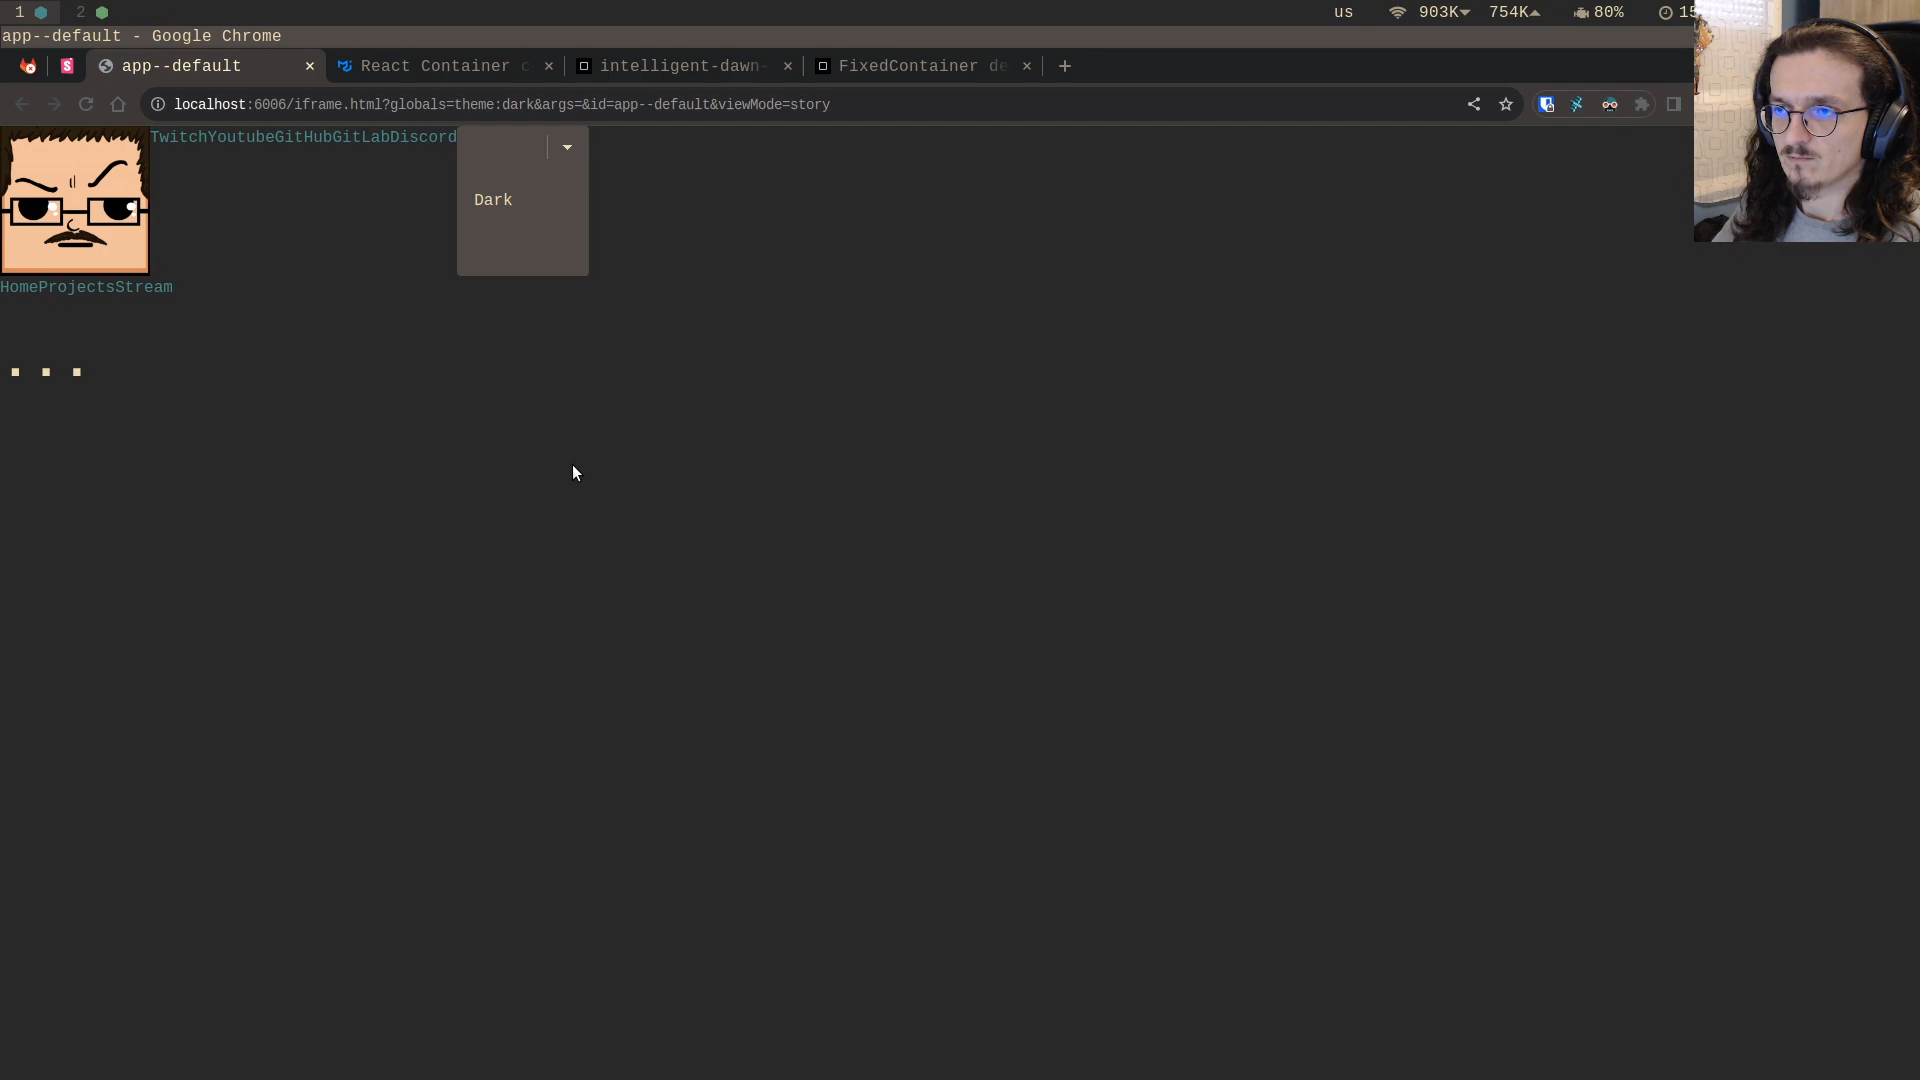 1 2 us 903K 754K 80% 15
app--default - Google Chrome
app--default React Container intelligent-dawn- FixedContainer de
localhost:6006/iframe.html?globals=theme:dark&args=&id=app--default&viewMode=story
TwitchYoutubeGitHubGitLabDiscord
Dark
HomeProjectsStream
...